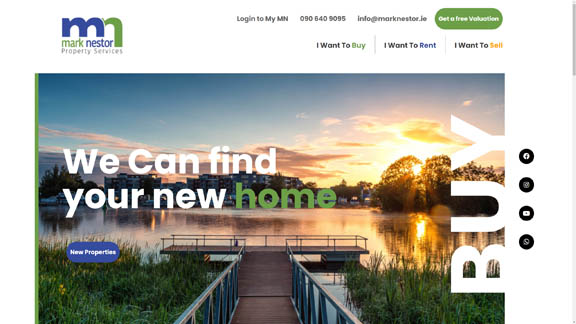 mn
mark nestor
Property Services
Login to My MN
090 640 9095
info@marknestor.ie
Get a free Valuation
I Want To Buy
I Want To Rent
I Want To Sell
We Can find
your new home
New Properties
BUY